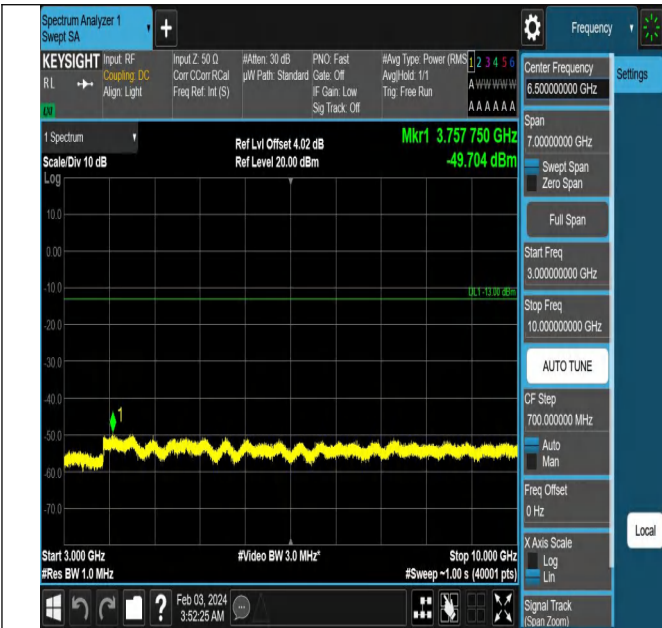 Spectrum Analyzer 1
Swept SA
+
Frequency
KEYSIGHT
RL
LXI
Input: RF
Coupling: DC
Align: Light
Input Z: 50 Ω
Corr CCorr RCal
Freq Ref: Int (S)
#Atten: 30 dB
µW Path: Standard
PNO: Fast
Gate: Off
IF Gain: Low
Sig Track: Off
#Avg Type: Power (RMS
Avg|Hold: 1/1
Trig: Free Run
1 2 3 4 5 6
A W W W W W
A A A A A A
1 Spectrum
Scale/Div 10 dB
Log
Ref Lvl Offset 4.02 dB
Ref Level 20.00 dBm
Mkr1 3.757 750 GHz
-49.704 dBm
10.0
0.00
-10.0
DL1 -13.00 dBm
-20.0
-30.0
-40.0
1
-50.0
-60.0
-70.0
Start 3.000 GHz
#Res BW 1.0 MHz
#Video BW 3.0 MHz*
Stop 10.000 GHz
#Sweep ~1.00 s (40001 pts)
?
Feb 03, 2024
3:52:25 AM
Center Frequency
6.500000000 GHz
Settings
Span
7.00000000 GHz
Swept Span
Zero Span
Full Span
Start Freq
3.000000000 GHz
Stop Freq
10.000000000 GHz
AUTO TUNE
CF Step
700.000000 MHz
Auto
Man
Freq Offset
0 Hz
X Axis Scale
Log
Lin
Local
Signal Track
(Span Zoom)